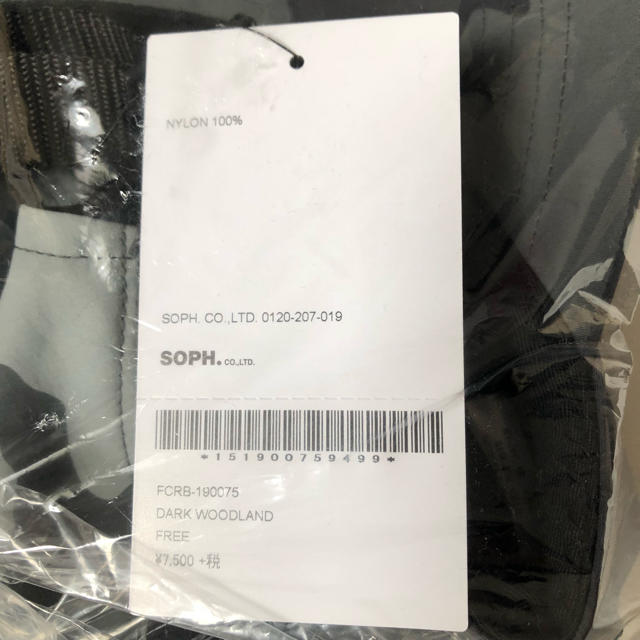 NYLON 100%
SOPH. CO.,LTD. 0120-207-019
SOPH. CO.,LTD.
*151900759499*
FCRB-190075
DARK WOODLAND
FREE
¥7,500 +税